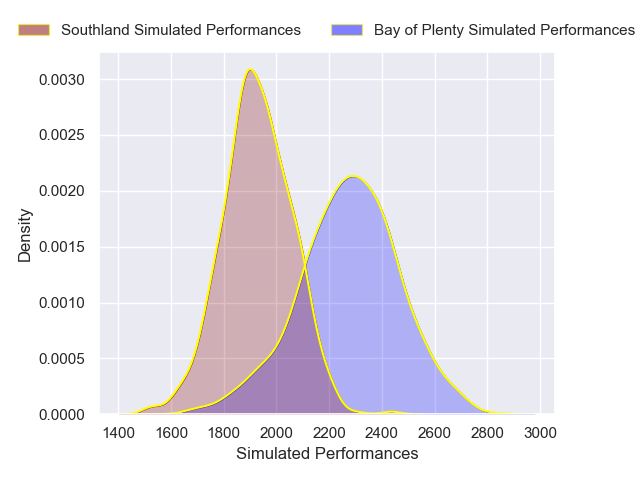 Southland Simulated Performances Bay of Plenty Simulated Performances
0.0030
0.0025
0.0020
0.0015
0.0010
0.0005
0.0000
Density
1400 1600 1800 2000 2200 2400 2600 2800 3000
Simulated Performances